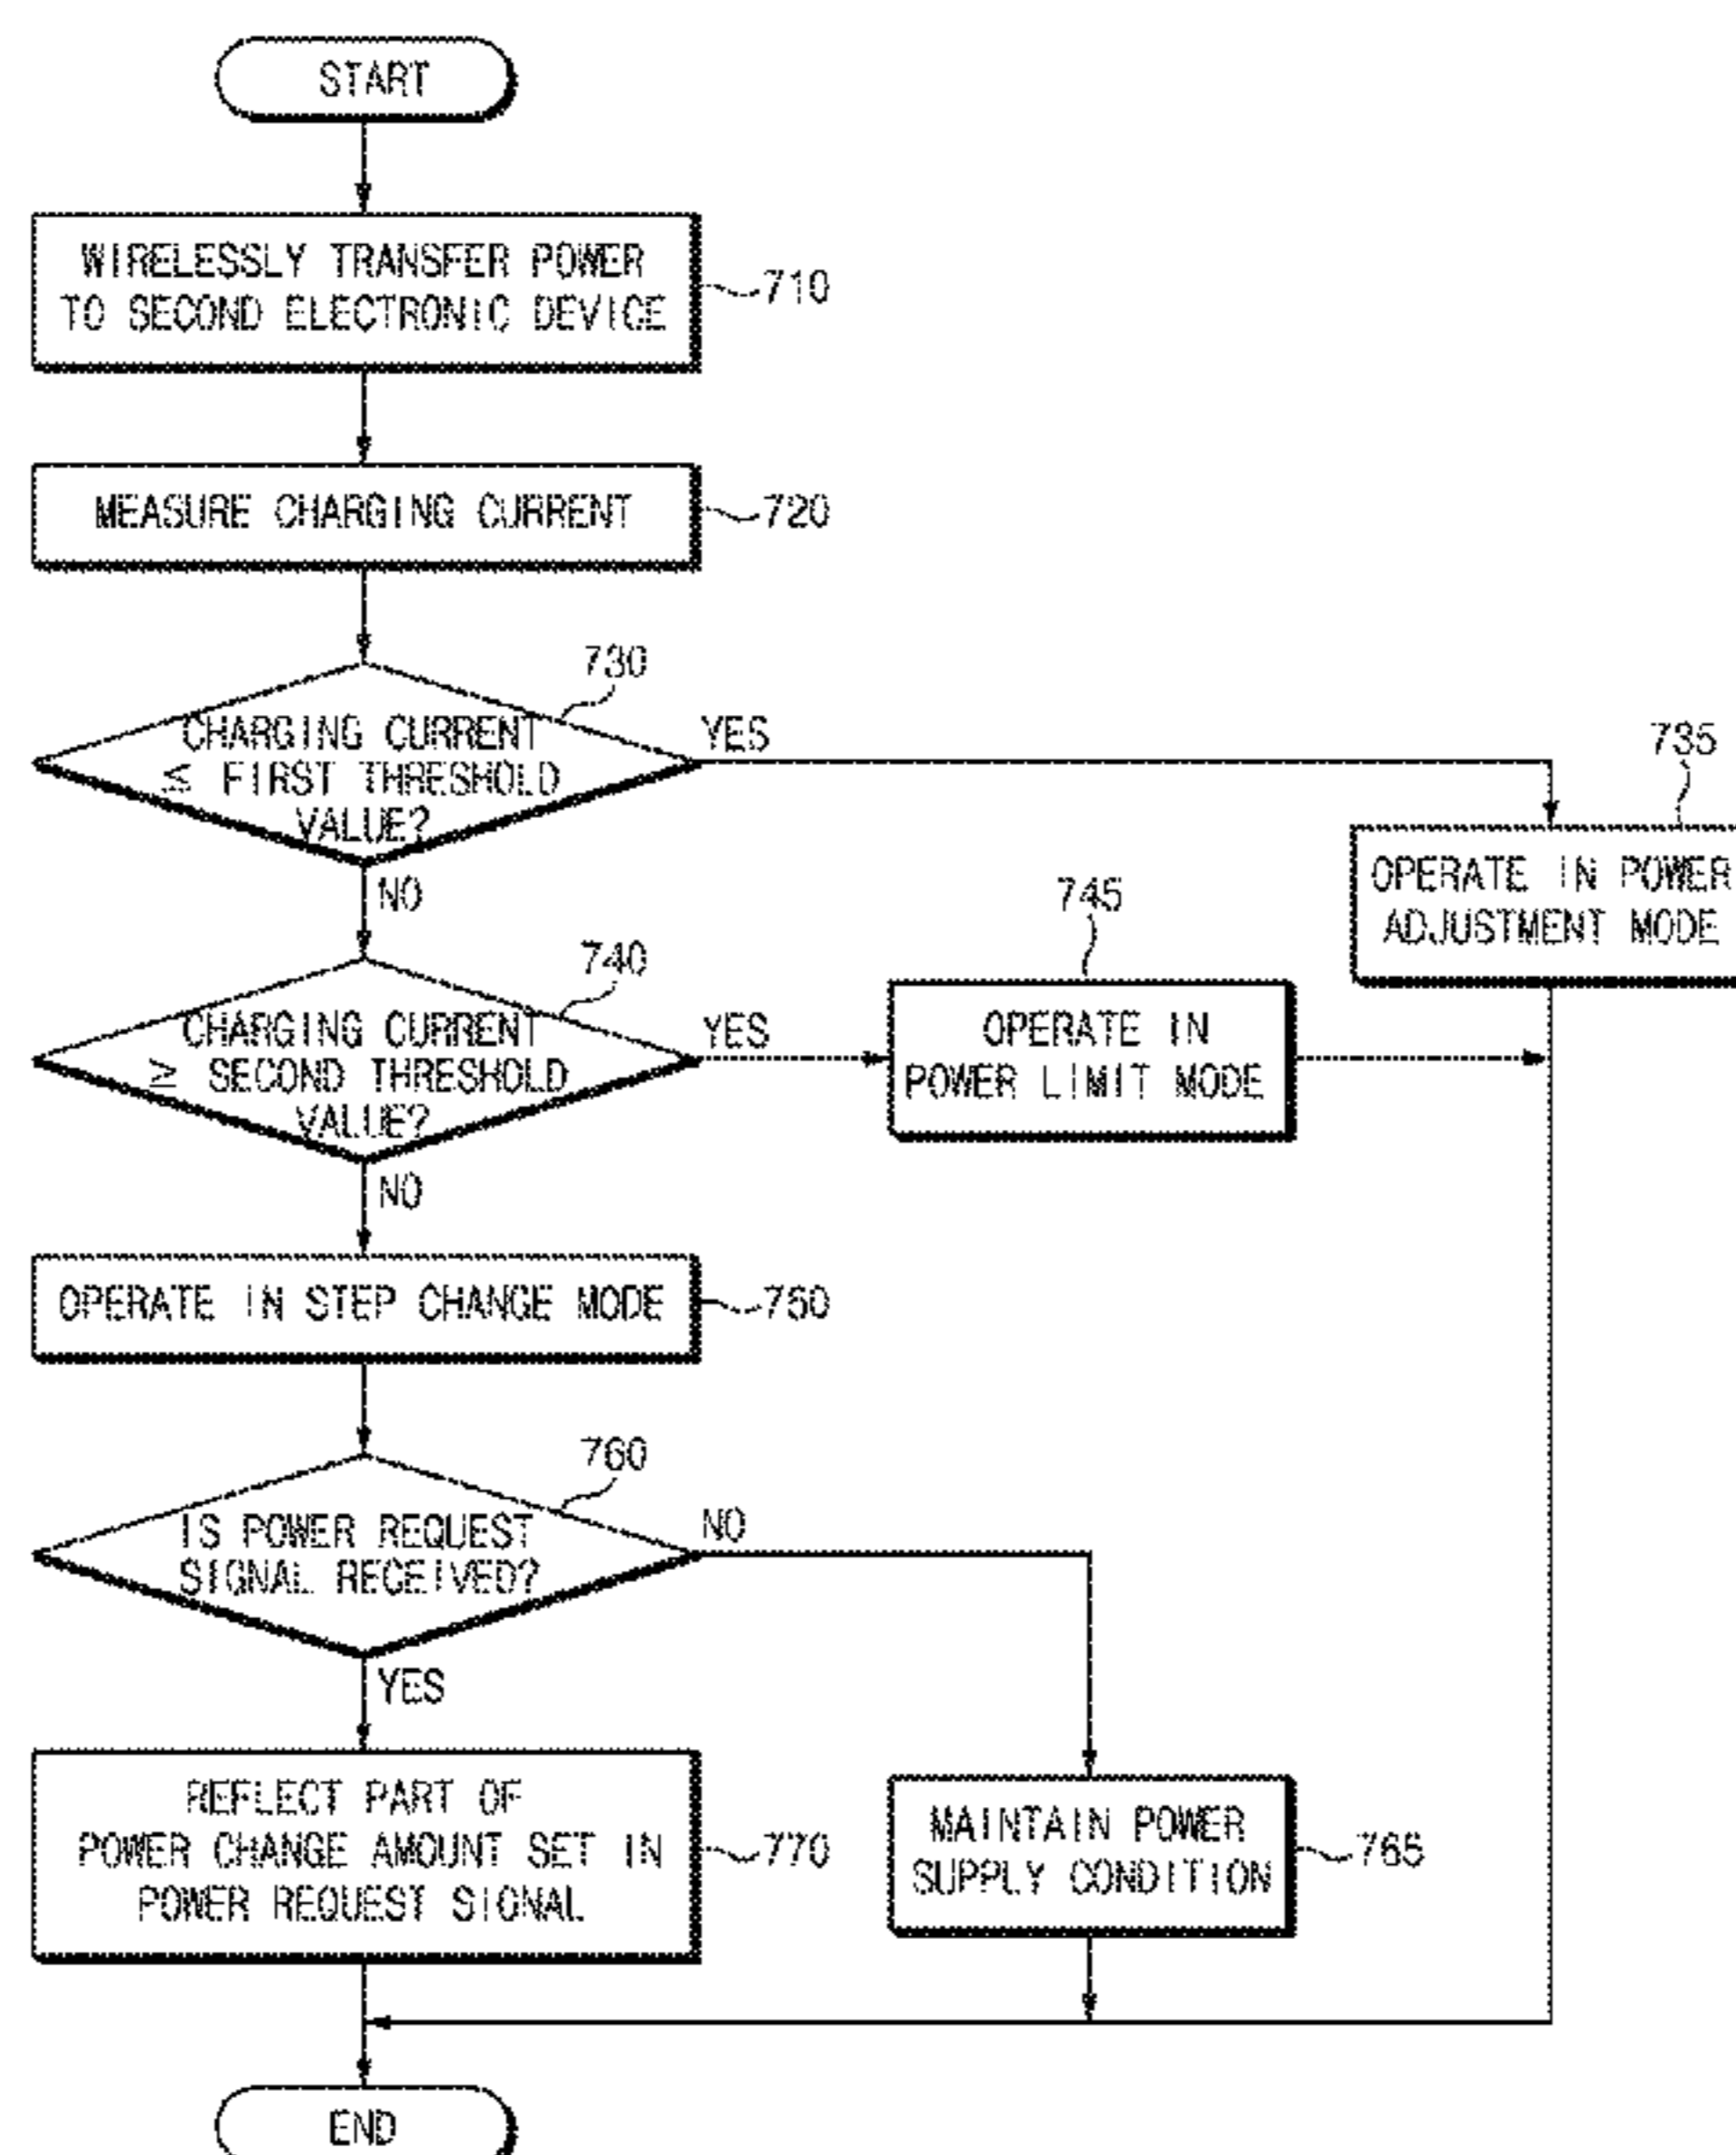 START
WIRELESSLY TRANSFER POWER
TO SECOND ELECTRONIC DEVICE
710
MEASURE CHARGING CURRENT
720
730
CHARGING CURRENT
≤ FIRST THRESHOLD
VALUE?
YES
NO
735
OPERATE IN POWER
ADJUSTMENT MODE
740
CHARGING CURRENT
≥ SECOND THRESHOLD
VALUE?
YES
NO
745
OPERATE IN
POWER LIMIT MODE
OPERATE IN STEP CHANGE MODE
750
760
IS POWER REQUEST
SIGNAL RECEIVED?
NO
YES
REFLECT PART OF
POWER CHANGE AMOUNT SET IN
POWER REQUEST SIGNAL
770
MAINTAIN POWER
SUPPLY CONDITION
765
END